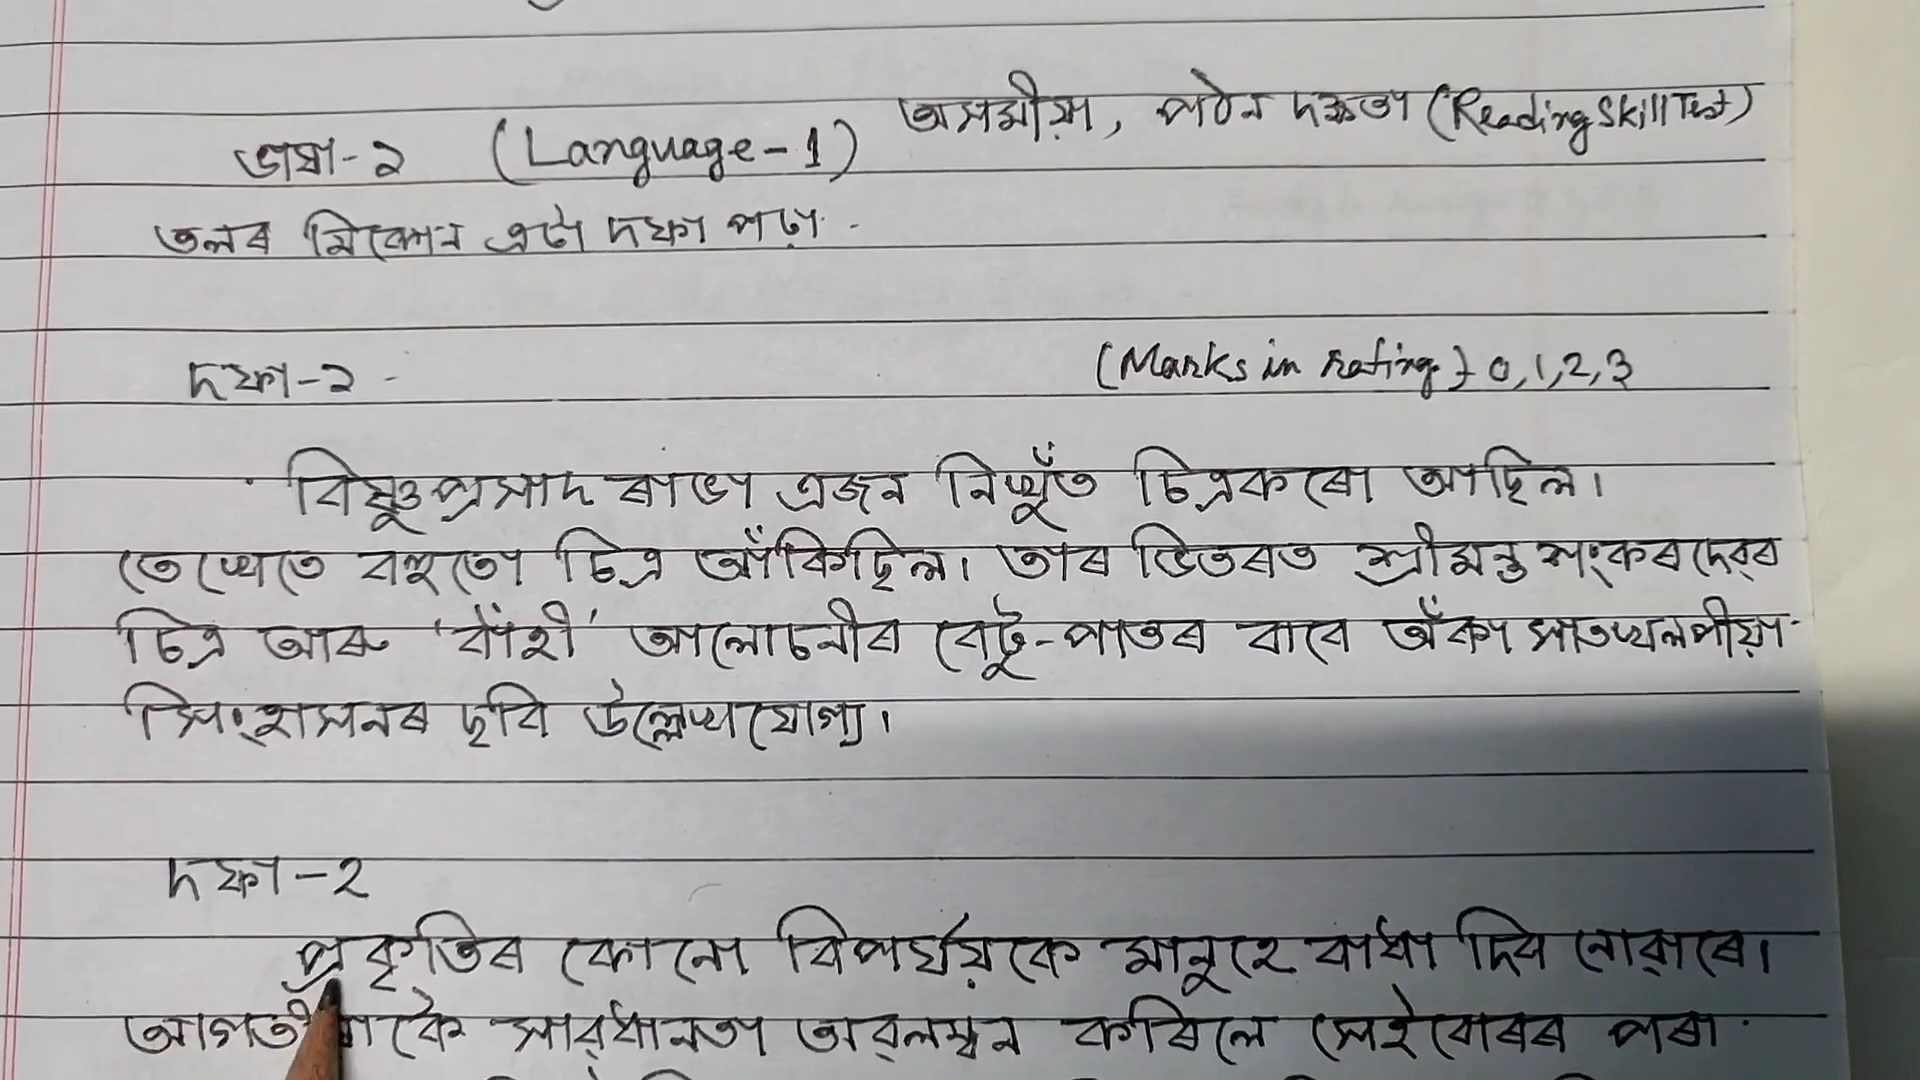 অসমীয়া, পঠন দক্ষতা (Reading Skill Test)
ভাষা-১ (Language-1)
তলৰ যিকোন এটা দফা পঢ়া.
দফা-১ (Marks in rating) 0,1,2,3
বিষ্ণুপ্ৰসাদ ৰাভা এজন নিখুঁত চিত্ৰকৰো আছিল।
তেখেতে বহুতো চিত্ৰ আঁকিছিল। তাৰ ভিতৰত শ্ৰীমন্ত শংকৰদেৱৰ
চিত্ৰ আৰু 'বাঁহী' আলোচনীৰ বেটু-পাতৰ বাবে অঁকা সাতখলপীয়া
সিংহাসনৰ ছবি উল্লেখযোগ্য।
দফা-২
প্ৰকৃতিৰ কোনো বিপৰ্যয়কে মানুহে বাধা দিব নোৱাৰে।
সাৱধানতা অৱলম্বন কৰিলে সেইবোৰৰ পৰা